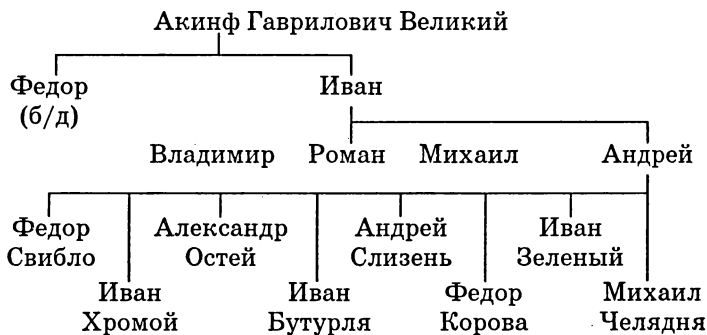 Акинф Гаврилович Великий
Федор Иван
(б/д)
Владимир Роман Михаил Андрей
Федор Александр Андрей Иван
Свибло Остей Слизень Зеленый
Иван Иван Федор Михаил
Хромой Бутурля Корова Челядня